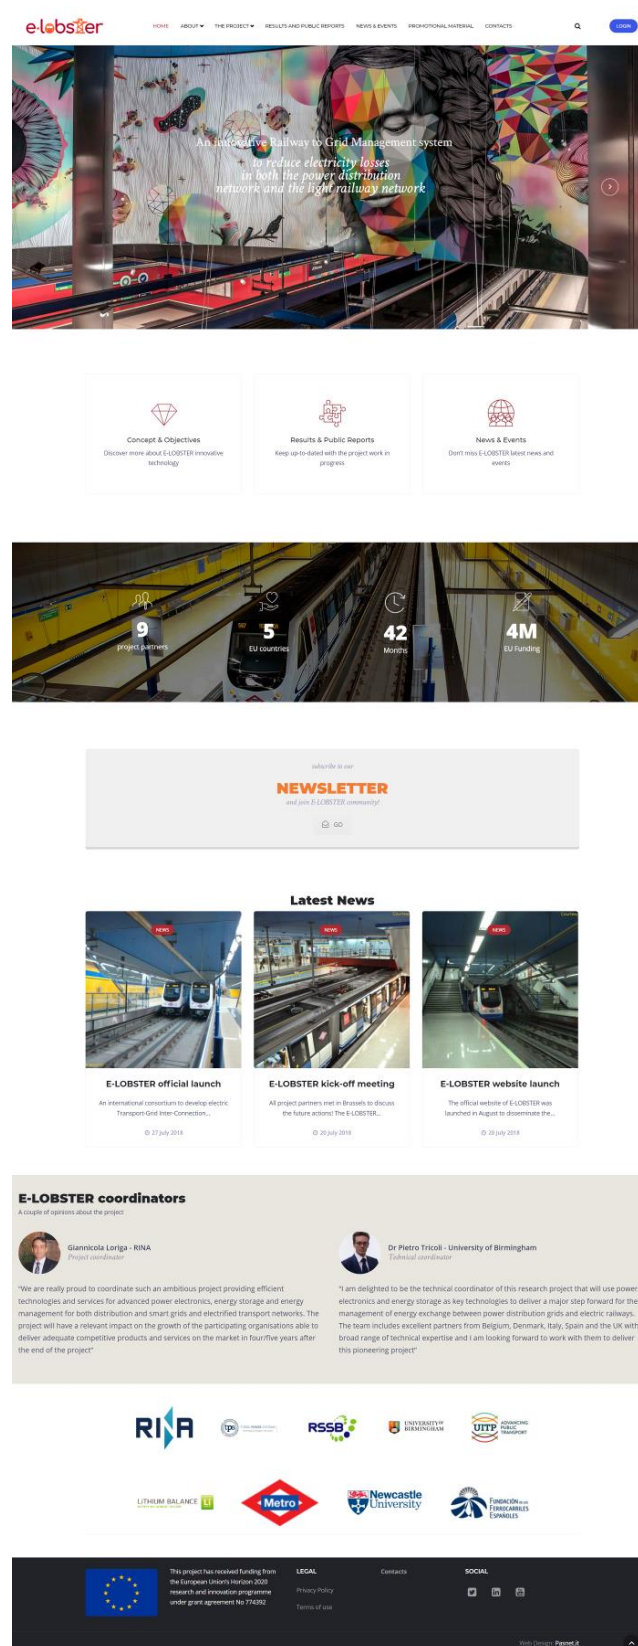 e-lobster
HOME ABOUT THE PROJECT RESULTS AND PUBLIC REPORTS NEWS & EVENTS PROMOTIONAL MATERIAL CONTACTS LOGIN
An innovative Railway to Grid Management system
to reduce electricity losses
in both the power distribution
network and the light railway network
Concept & Objectives
Discover more about E-LOBSTER innovative
technology
Results & Public Reports
Keep up-to-dated with the project work in
progress
News & Events
Don't miss E-LOBSTER latest news and
events
9
project partners
5
EU countries
42
Months
4M
EU Funding
subscribe to our
NEWSLETTER
and join E-LOBSTER community!
GO
Latest News
NEWS
E-LOBSTER official launch
An international consortium to develop electric
Transport-Grid Inter-Connection...
27 July 2018
NEWS
E-LOBSTER kick-off meeting
All project partners met in Brussels to discuss
the future actions! The E-LOBSTER...
20 July 2018
NEWS
E-LOBSTER website launch
The official website of E-LOBSTER was
launched in August to disseminate the...
20 July 2018
E-LOBSTER coordinators
A couple of opinions about the project
Giannicola Loriga - RINA
Project coordinator
"We are really proud to coordinate such an ambitious project providing efficient
technologies and services for advanced power electronics, energy storage and energy
management for both distribution and smart grids and electrified transport networks. The
project will have a relevant impact on the growth of the participating organisations able to
deliver adequate competitive products and services on the market in four/five years after
the end of the project"
Dr Pietro Tricoli - University of Birmingham
Technical coordinator
"I am delighted to be the technical coordinator of this research project that will use power
electronics and energy storage as key technologies to deliver a major step forward for the
management of energy exchange between power distribution grids and electric railways.
The team includes excellent partners from Belgium, Denmark, Italy, Spain and the UK with
broad range of technical expertise and I am looking forward to work with them to deliver
this pioneering project"
RINA
tps
RSSB
UNIVERSITY OF
BIRMINGHAM
UITP
ADVANCING
PUBLIC
TRANSPORT
LiTHIUM BALANCE Li
Metro
Newcastle
University
FUNDACIÓN DE LOS
FERROCARRILES
ESPAÑOLES
This project has received funding from
the European Union's Horizon 2020
research and innovation programme
under grant agreement No 774392
LEGAL
Privacy Policy
Terms of use
Contacts
SOCIAL
Web Design: Pasnet.it